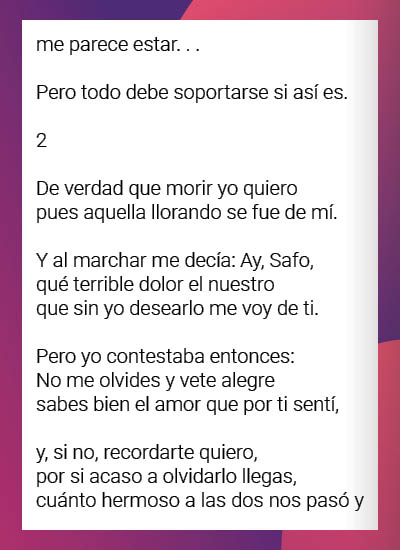 me parece estar. . .
Pero todo debe soportarse si así es.
2
De verdad que morir yo quiero
pues aquella llorando se fue de mí.
Y al marchar me decía: Ay, Safo,
qué terrible dolor el nuestro
que sin yo desearlo me voy de ti.
Pero yo contestaba entonces:
No me olvides y vete alegre
sabes bien el amor que por ti sentí,
y, si no, recordarte quiero,
por si acaso a olvidarlo llegas,
cuánto hermoso a las dos nos pasó y